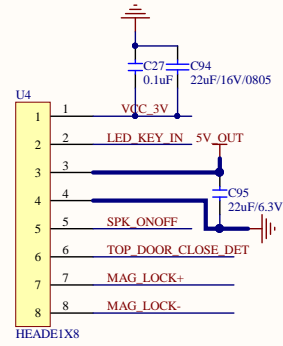 C27
0.1uF
C94
22uF/16V/0805
U4
1 1 VCC_3V
2 2 LED_KEY_IN 5V_OUT
3 3
4 4
C95
22uF/6.3V
5 5 SPK_ONOFF
6 6 TOP_DOOR_CLOSE_DET
7 7 MAG_LOCK+
8 8 MAG_LOCK-
HEADE1X8